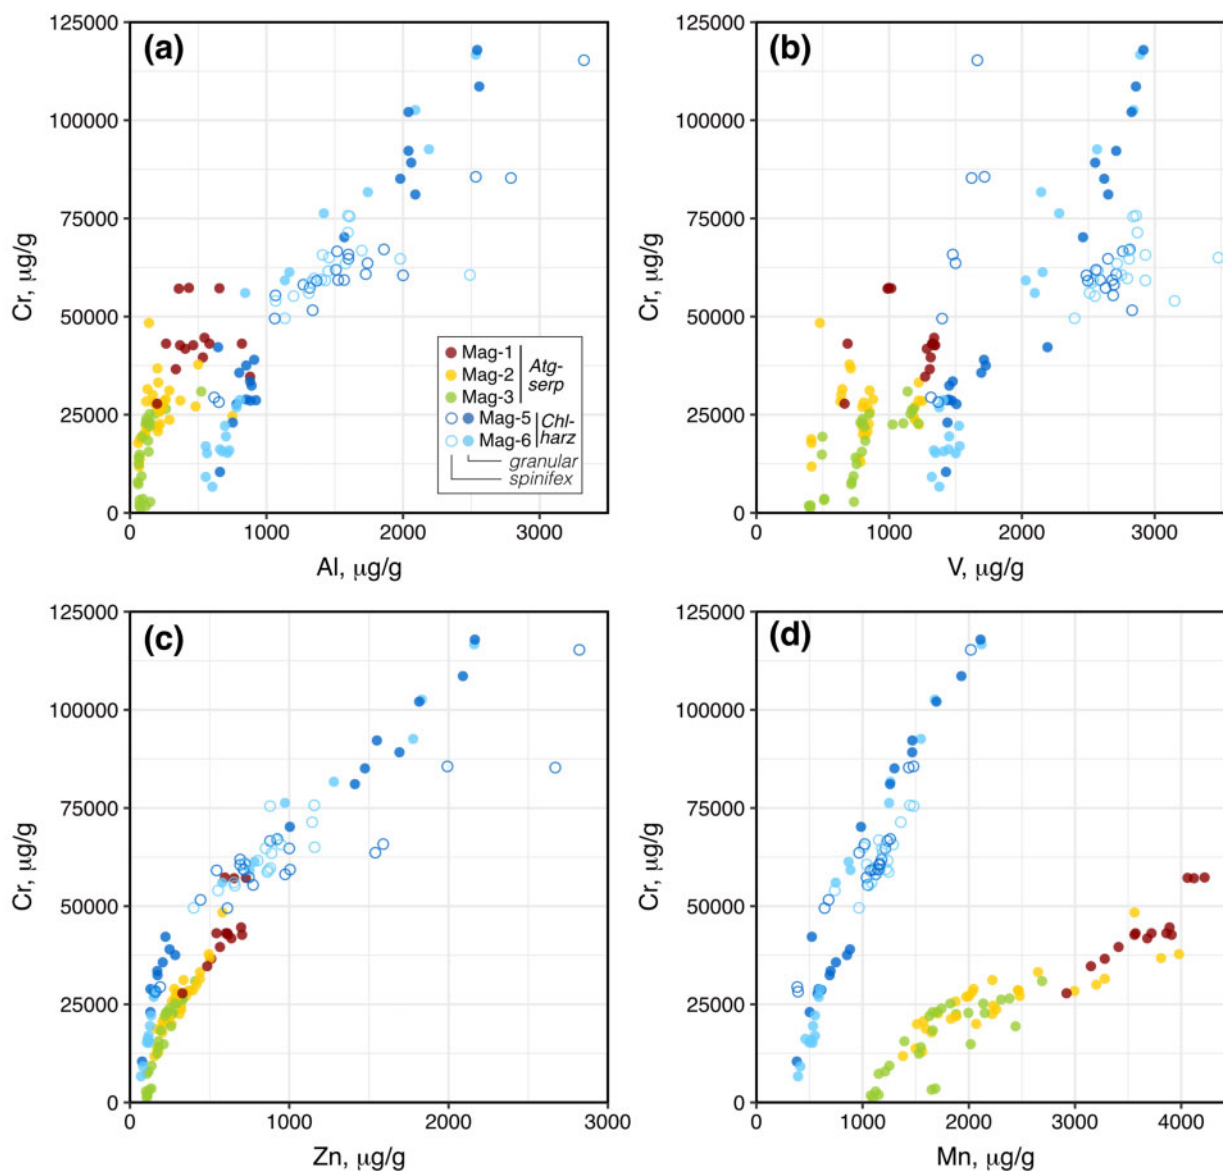 (a)
125000
100000
75000
50000
25000
0
Cr, μg/g
0 1000 2000 3000
Al, μg/g
Mag-1
Mag-2
Mag-3
Atg-
serp
Mag-5
Mag-6
Chl-
harz
granular
spinifex
(b)
125000
100000
75000
50000
25000
0
Cr, μg/g
0 1000 2000 3000
V, μg/g
(c)
125000
100000
75000
50000
25000
0
Cr, μg/g
0 1000 2000 3000
Zn, μg/g
(d)
125000
100000
75000
50000
25000
0
Cr, μg/g
0 1000 2000 3000 4000
Mn, μg/g